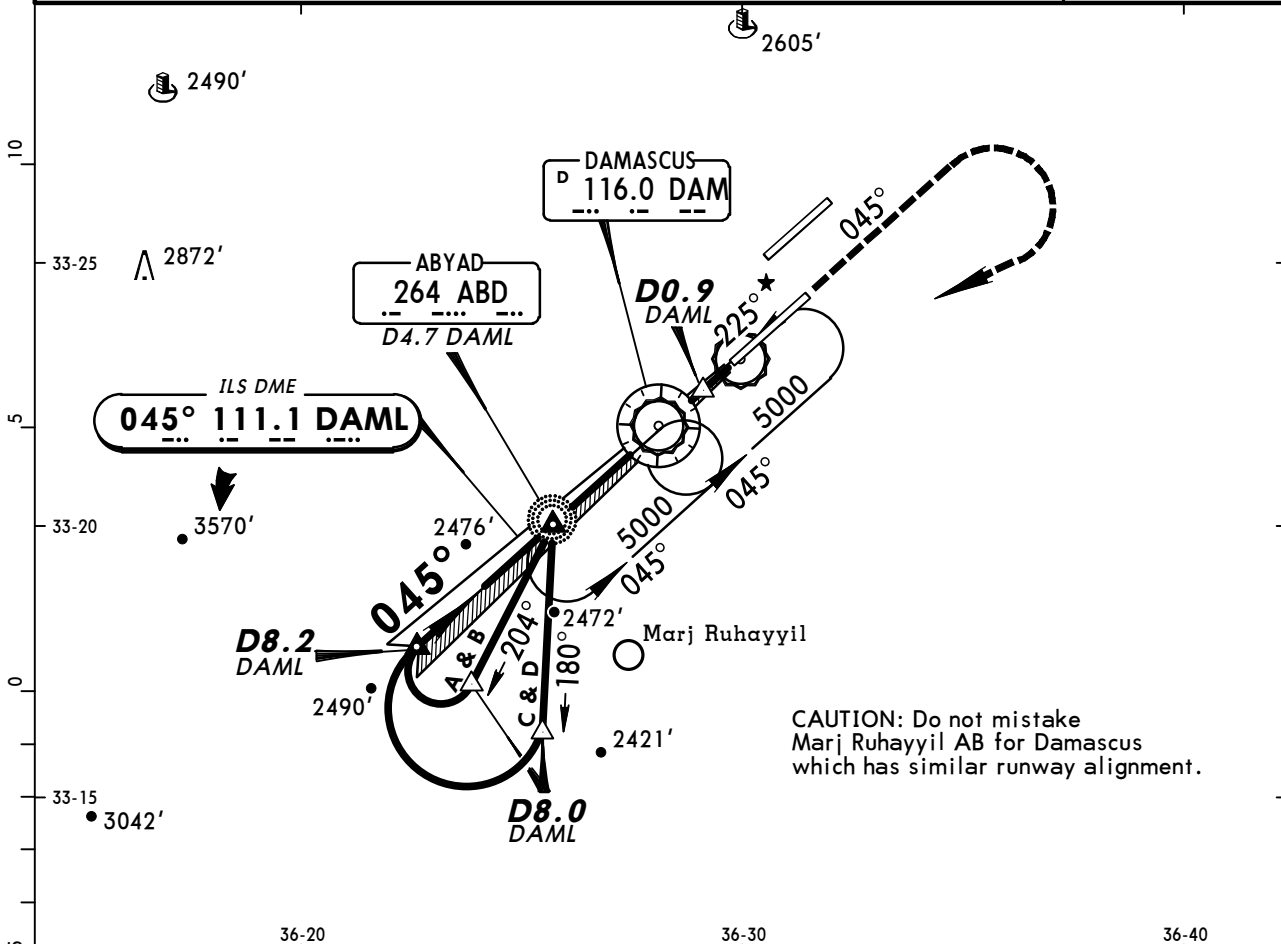 2605'
2490'
10
DAMASCUS
D 116.0 DAM
045°
2872'
33-25
ABYAD
264 ABD
D4.7 DAML
D0.9
DAML
225°
ILS DME
045° 111.1 DAML
5
5000
045°
3570'
33-20
2476'
5000
045°
045°
2472'
Marj Ruhayyil
D8.2
DAML
A & B
204°
C & D
180°
0
2490'
2421'
CAUTION: Do not mistake
Marj Ruhayyil AB for Damascus
which has similar runway alignment.
33-15
3042'
D8.0
DAML
36-20
36-30
36-40